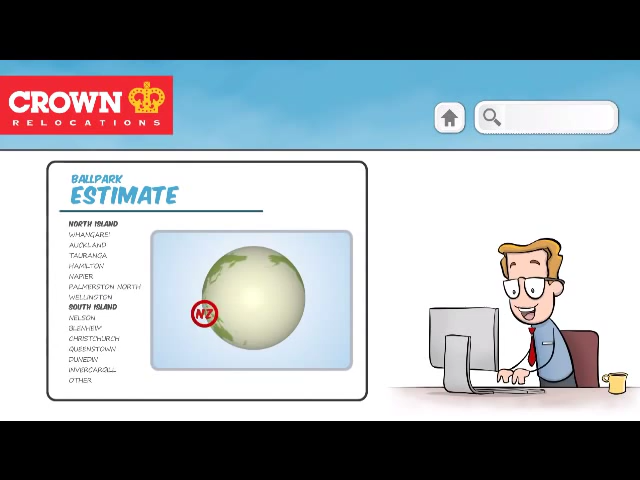 CROWN
RELOCATIONS
BALLPARK
ESTIMATE
NORTH ISLAND
WHANGAREI
AUCKLAND
TAURANGA
HAMILTON
NAPIER
PALMERSTON NORTH
WELLINGTON
SOUTH ISLAND
NELSON
BLENHEIM
CHRISTCHURCH
QUEENSTOWN
DUNEDIN
INVERCARGILL
OTHER
NZ